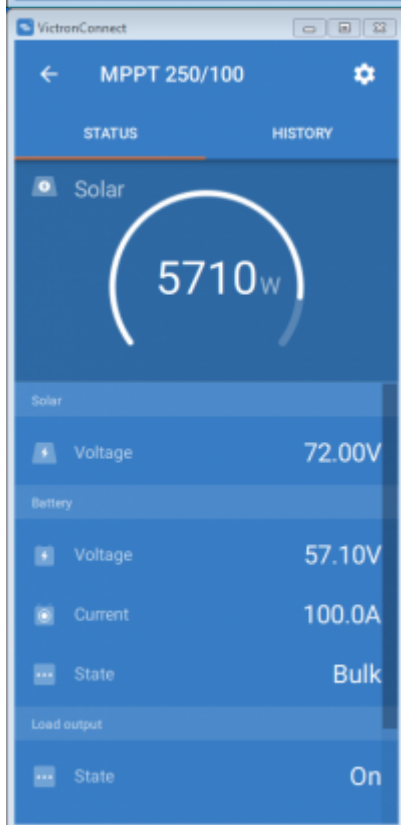 VictronConnect
MPPT 250/100
STATUS HISTORY
Solar
5710W
Solar
Voltage 72.00V
Battery
Voltage 57.10V
Current 100.0A
State Bulk
Load output
State On